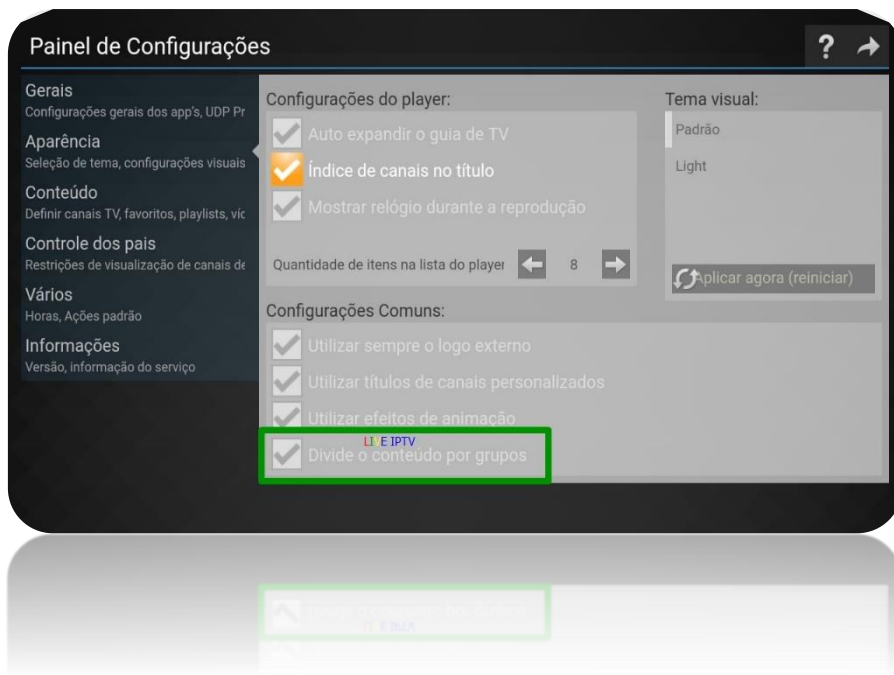 Painel de Configurações
?
Gerais
Configurações gerais dos app's, UDP Pr
Aparência
Seleção de tema, configurações visuais
Conteúdo
Definir canais TV, favoritos, playlists, víc
Controle dos pais
Restrições de visualização de canais de
Vários
Horas, Ações padrão
Informações
Versão, informação do serviço
Configurações do player:
Auto expandir o guia de TV
Índice de canais no título
Mostrar relógio durante a reprodução
Quantidade de itens na lista do player 8
Tema visual:
Padrão
Light
Aplicar agora (reiniciar)
Configurações Comuns:
Utilizar sempre o logo externo
Utilizar títulos de canais personalizados
Utilizar efeitos de animação
LIVE IPTV
Divide o conteúdo por grupos